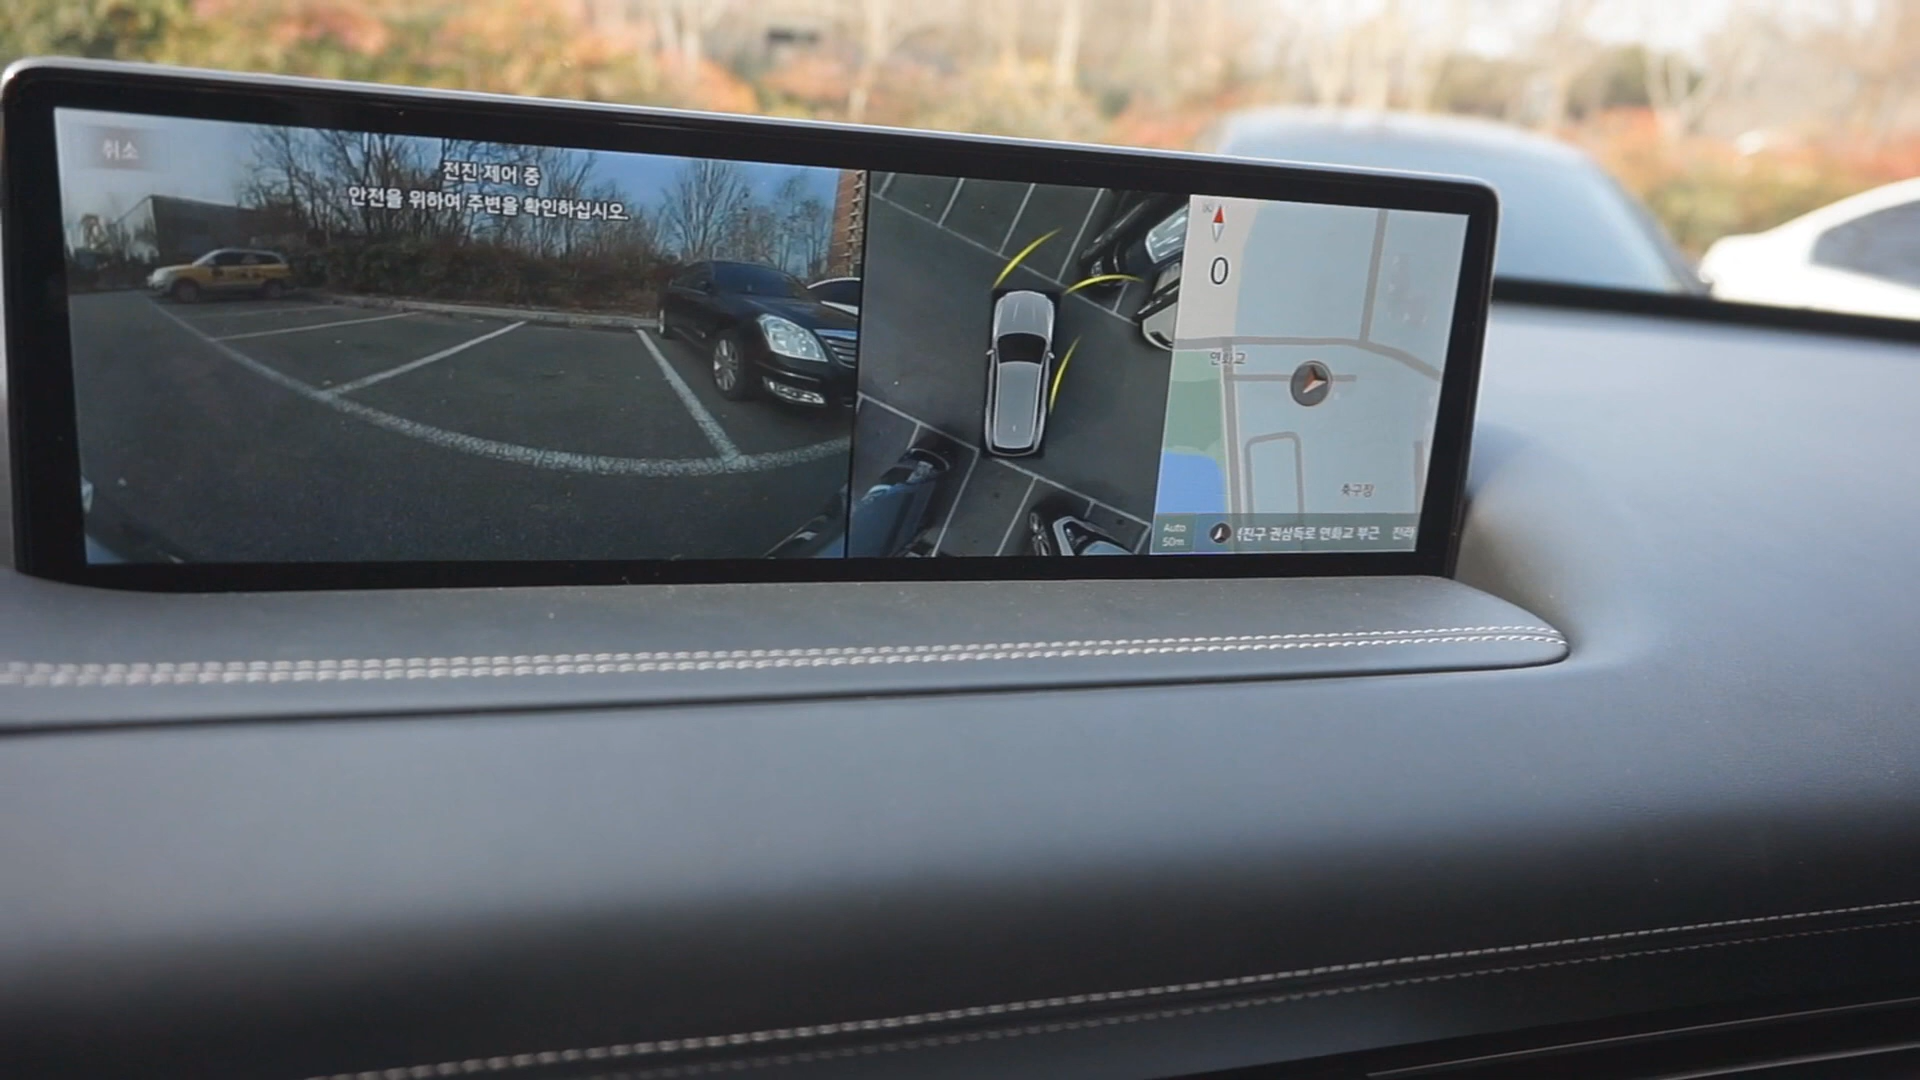 취소
전진 제어 중
안전을 위하여 주변을 확인하십시오.
0
연화교
축구장
Auto
50m
권삼득로 연화교 부근